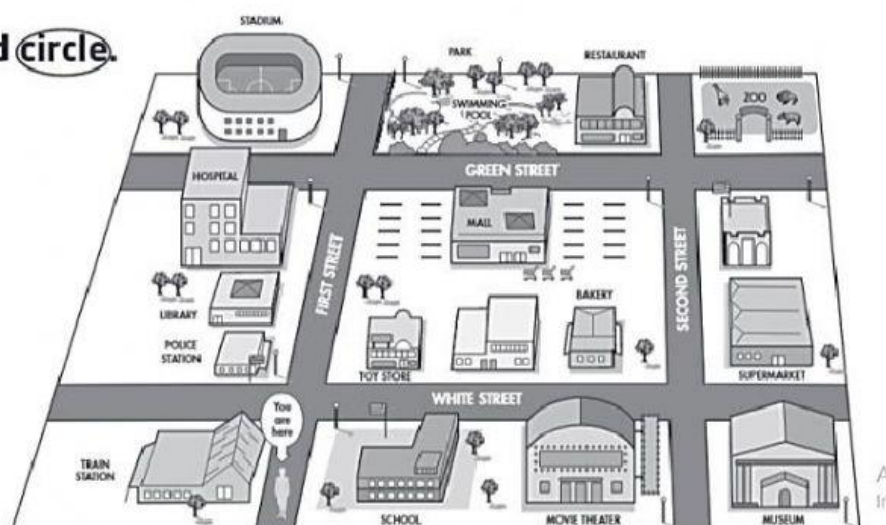 d circle.
STADIUM
PARK
RESTAURANT
SWIMMING
POOL
ZOO
HOSPITAL
GREEN STREET
MALL
FIRST STREET
SECOND STREET
LIBRARY
BAKERY
POLICE
STATION
TOY STORE
SUPERMARKET
WHITE STREET
You
are
here
TRAIN
STATION
SCHOOL
MOVIE THEATER
MUSEUM